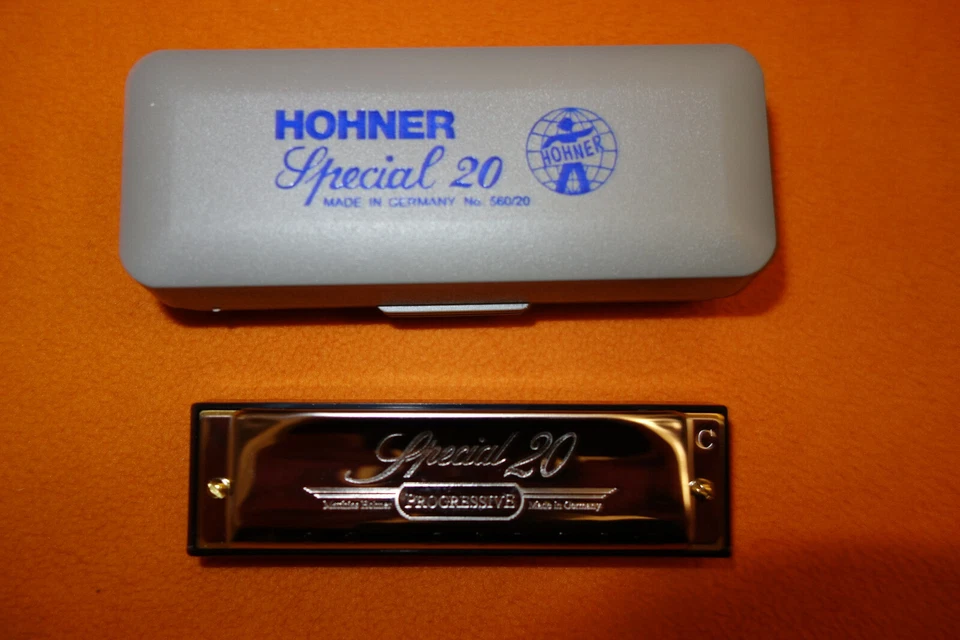 HOHNER
Special 20
MADE IN GERMANY No. 560/20
HOHNER
Special 20
C
Matthias Hohner PROGRESSIVE Made in Germany